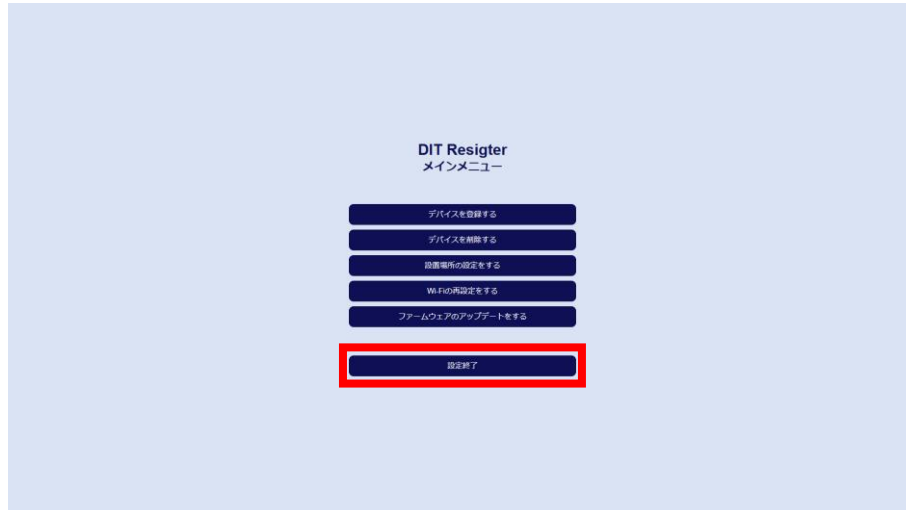 DIT Resigter
メインメニュー
デバイスを登録する
デバイスを削除する
設置場所の設定をする
Wi-Fiの再設定をする
ファームウェアのアップデートをする
設定終了